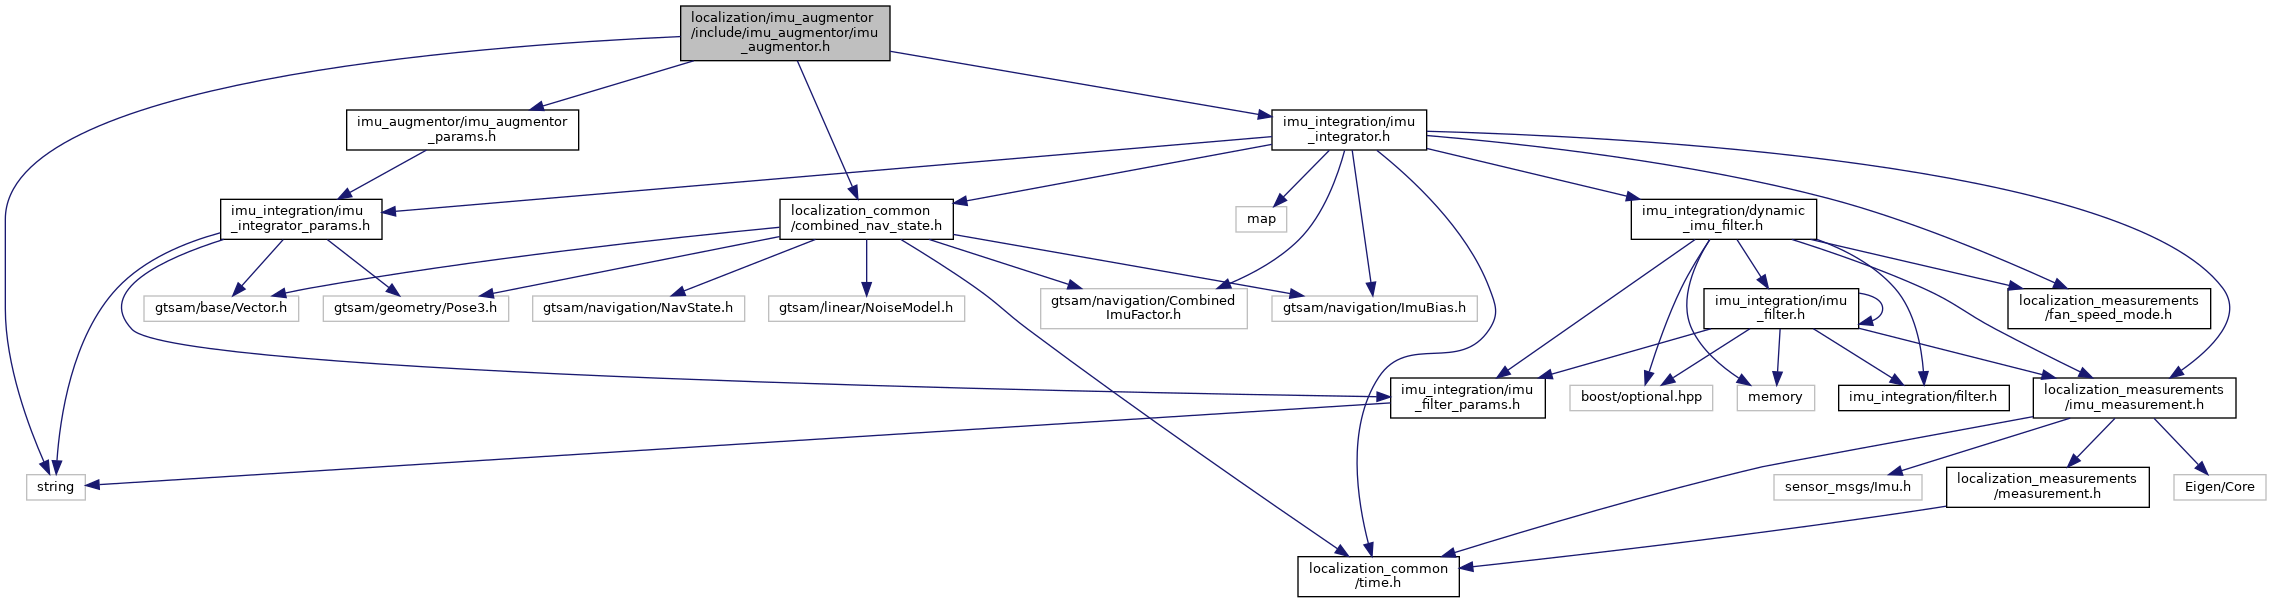 localization/imu_augmentor
/include/imu_augmentor/imu
_augmentor.h
imu_augmentor/imu_augmentor
_params.h
imu_integration/imu
_integrator.h
imu_integration/imu
_integrator_params.h
localization_common
/combined_nav_state.h
map
imu_integration/dynamic
_imu_filter.h
gtsam/base/Vector.h
gtsam/geometry/Pose3.h
gtsam/navigation/NavState.h
gtsam/linear/NoiseModel.h
gtsam/navigation/Combined
ImuFactor.h
gtsam/navigation/ImuBias.h
imu_integration/imu
_filter.h
localization_measurements
/fan_speed_mode.h
imu_integration/imu
_filter_params.h
boost/optional.hpp
memory
imu_integration/filter.h
localization_measurements
/imu_measurement.h
string
sensor_msgs/Imu.h
localization_measurements
/measurement.h
Eigen/Core
localization_common
/time.h